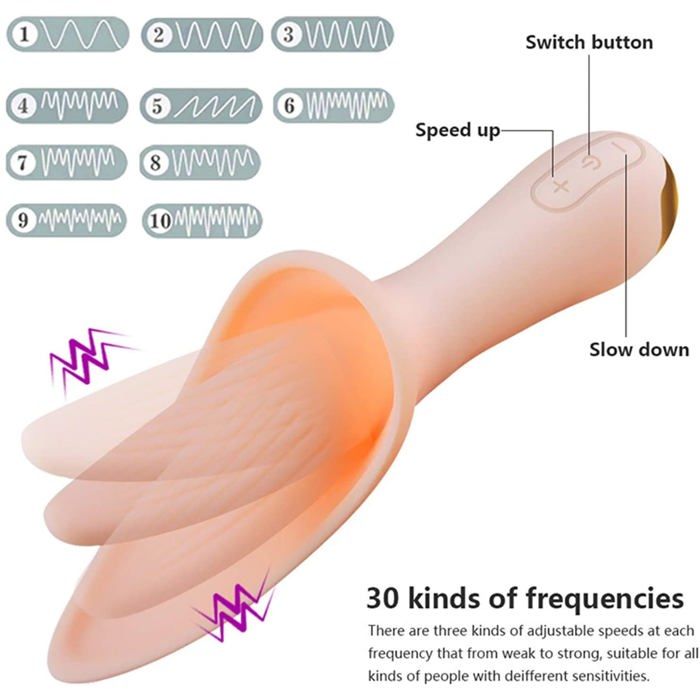 1
2
3
Switch button
4
5
6
Speed up
7
8
9
10
Slow down
30 kinds of frequencies
There are three kinds of adjustable speeds at each
frequency that from weak to strong, suitable for all
kinds of people with deifferent sensitivities.